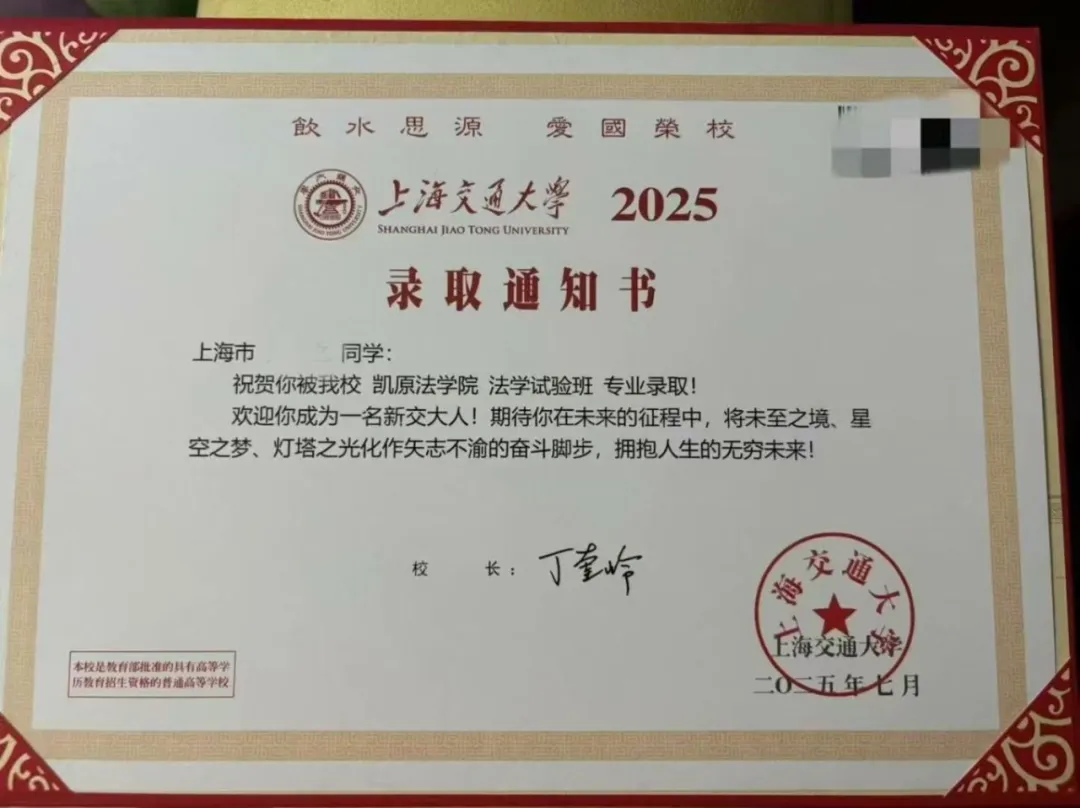 飲水思源 愛國榮校
上海交通大學 2025
SHANGHAI JIAO TONG UNIVERSITY
录取通知书
上海市 同学：
祝贺你被我校 凯原法学院 法学试验班 专业录取！
欢迎你成为一名新交大人！期待你在未来的征程中，将未至之境、星
空之梦、灯塔之光化作矢志不渝的奋斗脚步，拥抱人生的无穷未来！
校 长：丁奎岭
上海交通大学
上海交通大学
二〇二五年七月
本校是教育部批准的具有高等学
历教育招生资格的普通高等学校